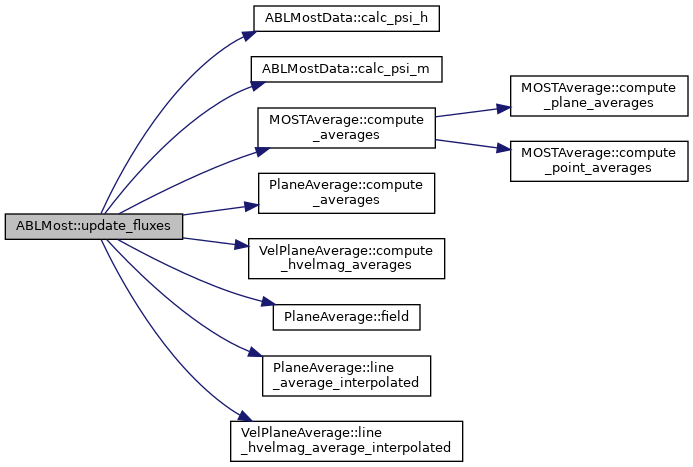 ABLMostData::calc_psi_h
ABLMostData::calc_psi_m
MOSTAverage::compute
_averages
MOSTAverage::compute
_plane_averages
MOSTAverage::compute
_point_averages
PlaneAverage::compute
_averages
ABLMost::update_fluxes
VelPlaneAverage::compute
_hvelmag_averages
PlaneAverage::field
PlaneAverage::line
_average_interpolated
VelPlaneAverage::line
_hvelmag_average_interpolated